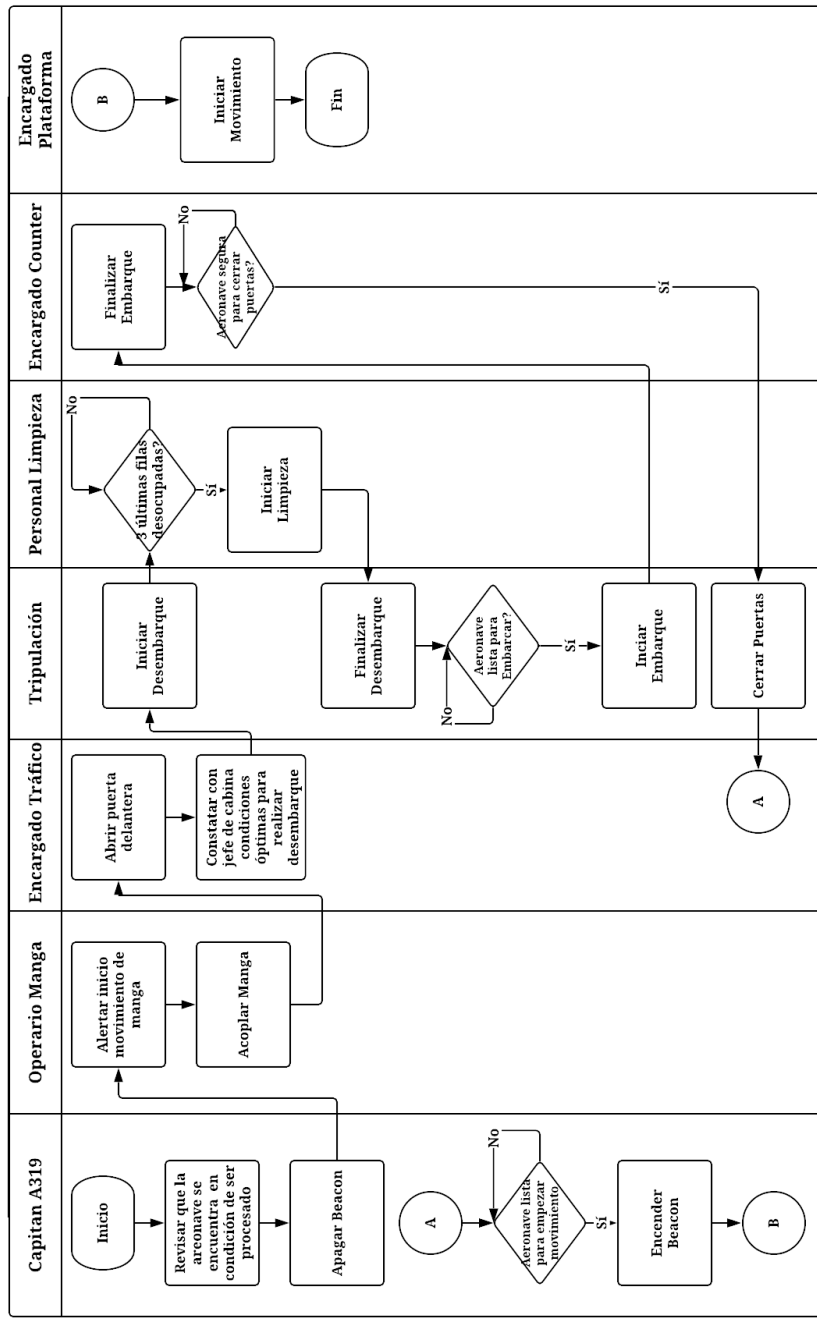 Capitan A319
Inicio
Revisar que la
areonave se
encuentra en
condición de ser
procesado
Apagar Beacon
A
Aeronave lista
para empezar
movimiento
No
Sí
Encender
Beacon
B
Operario Manga
Alertar inicio
movimiento de
manga
Acoplar Manga
Encargado Tráfico
Abrir puerta
delantera
Constatar con
jefe de cabina
condiciones
óptimas para
realizar
desembarque
A
Tripulación
Iniciar
Desembarque
Finalizar
Desembarque
Aeronave
lista para
Embarcar?
No
Sí
Inciar
Embarque
Cerrar Puertas
Personal Limpieza
No
3 últimas filas
desocupadas?
Sí
Iniciar
Limpieza
Encargado Counter
Finalizar
Embarque
No
Aeronave segura
para cerrar
puertas?
Sí
Encargado
Plataforma
B
Iniciar
Movimiento
Fin